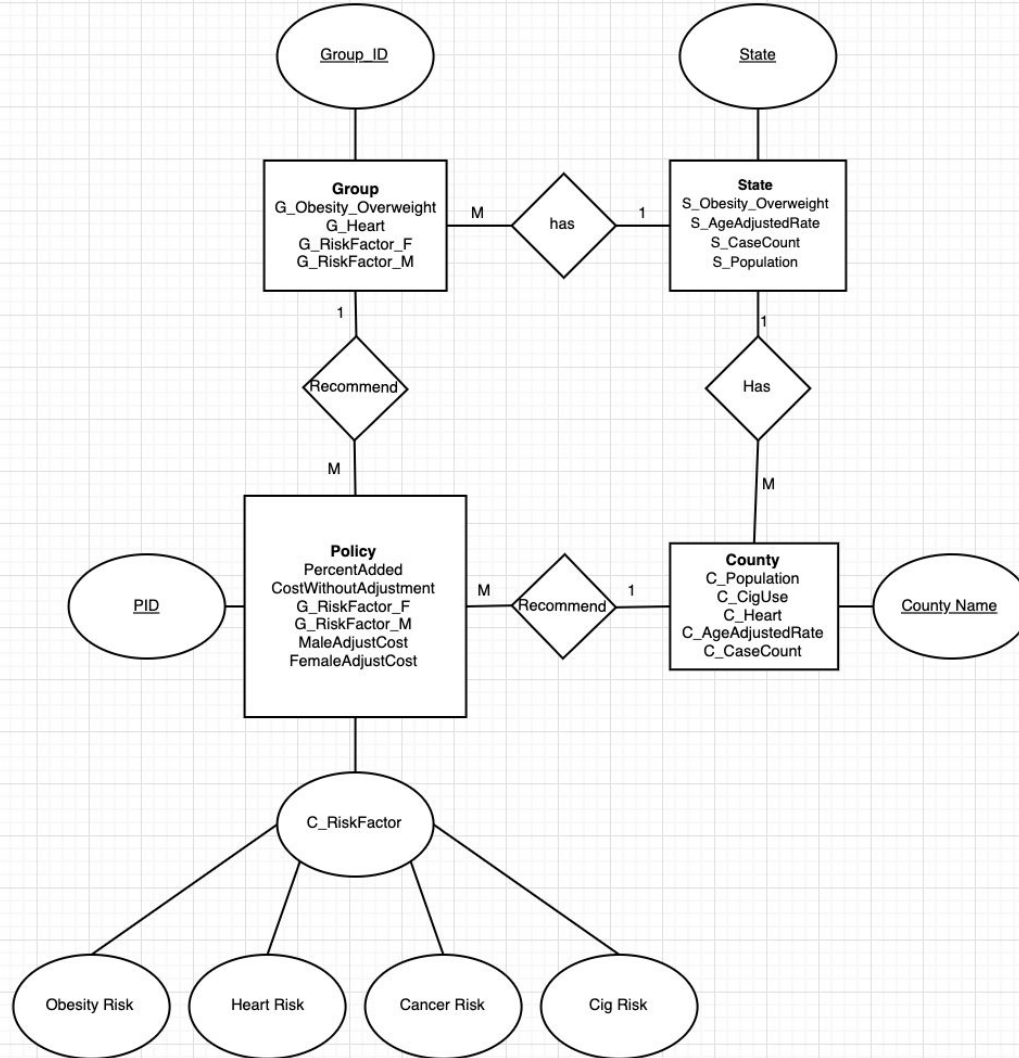 Group_ID
State
Group
G_Obesity_Overweight
G_Heart
G_RiskFactor_F
G_RiskFactor_M
M
has
1
State
S_Obesity_Overweight
S_AgeAdjustedRate
S_CaseCount
S_Population
1
Recommend
M
1
Has
M
PID
Policy
PercentAdded
CostWithoutAdjustment
G_RiskFactor_F
G_RiskFactor_M
MaleAdjustCost
FemaleAdjustCost
M
Recommend
1
County
C_Population
C_CigUse
C_Heart
C_AgeAdjustedRate
C_CaseCount
County Name
C_RiskFactor
Obesity Risk
Heart Risk
Cancer Risk
Cig Risk